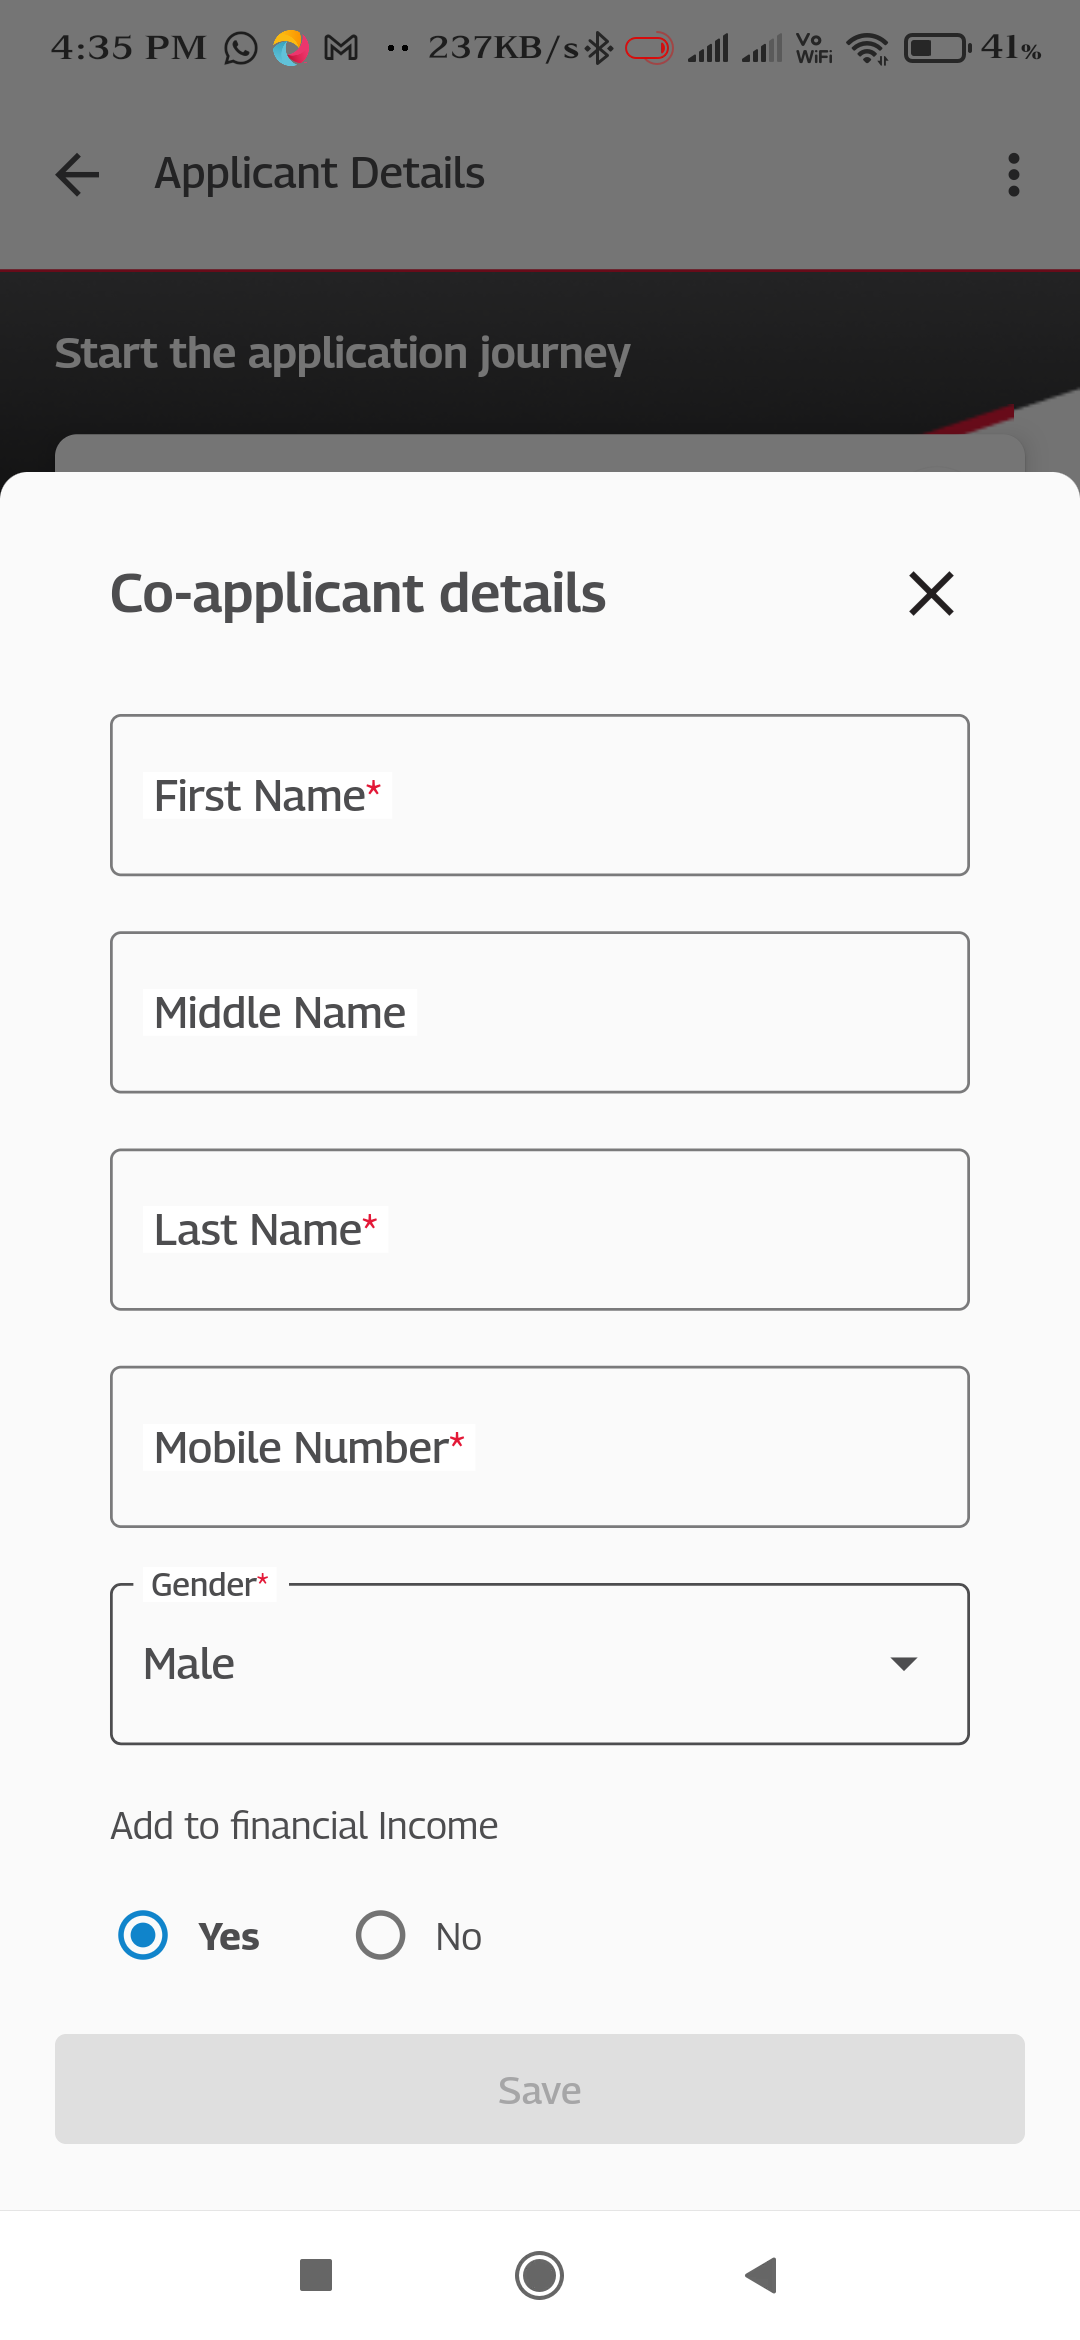 4:35 PM 237KB/s Vo WiFi 41%
Applicant Details
Start the application journey
Co-applicant details
First Name*
Middle Name
Last Name*
Mobile Number*
Gender*
Male
Add to financial Income
Yes No
Save